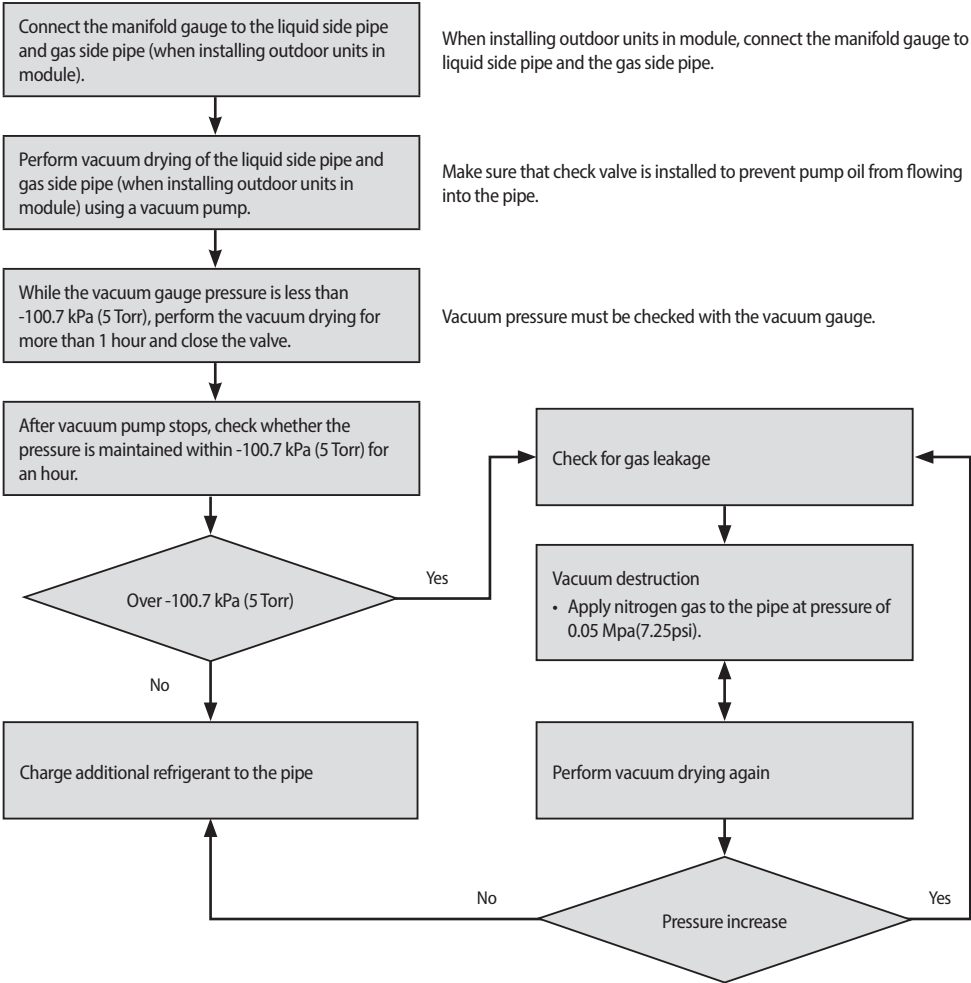 Connect the manifold gauge to the liquid side pipe
and gas side pipe (when installing outdoor units in
module).
When installing outdoor units in module, connect the manifold gauge to
liquid side pipe and the gas side pipe.
Perform vacuum drying of the liquid side pipe and
gas side pipe (when installing outdoor units in
module) using a vacuum pump.
Make sure that check valve is installed to prevent pump oil from flowing
into the pipe.
While the vacuum gauge pressure is less than
-100.7 kPa (5 Torr), perform the vacuum drying for
more than 1 hour and close the valve.
Vacuum pressure must be checked with the vacuum gauge.
After vacuum pump stops, check whether the
pressure is maintained within -100.7 kPa (5 Torr) for
an hour.
Over -100.7 kPa (5 Torr)
Yes
No
Check for gas leakage
Vacuum destruction
• Apply nitrogen gas to the pipe at pressure of
0.05 Mpa(7.25psi).
Charge additional refrigerant to the pipe
Perform vacuum drying again
Pressure increase
No
Yes